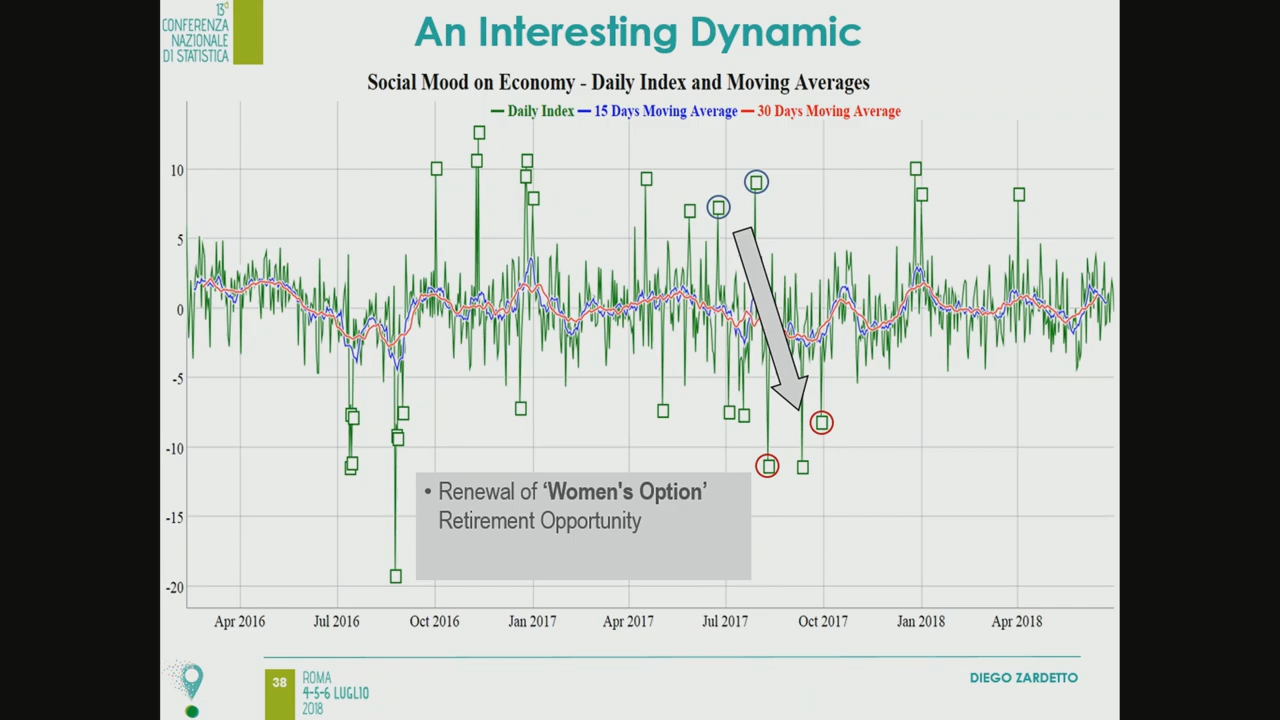 13ª
CONFERENZA
NAZIONALE
DI STATISTICA
An Interesting Dynamic
Social Mood on Economy - Daily Index and Moving Averages
Daily Index 15 Days Moving Average 30 Days Moving Average
10
5
0
-5
-10
-15
-20
• Renewal of ‘Women's Option’
Retirement Opportunity
Apr 2016 Jul 2016 Oct 2016 Jan 2017 Apr 2017 Jul 2017 Oct 2017 Jan 2018 Apr 2018
38
ROMA
4-5-6 LUGLIO
2018
DIEGO ZARDETTO